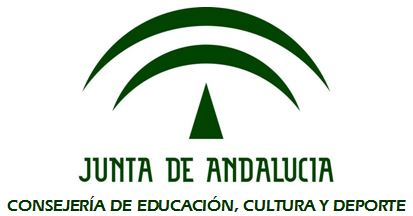 JUNTA DE ANDALUCIA
CONSEJERÍA DE EDUCACIÓN, CULTURA Y DEPORTE